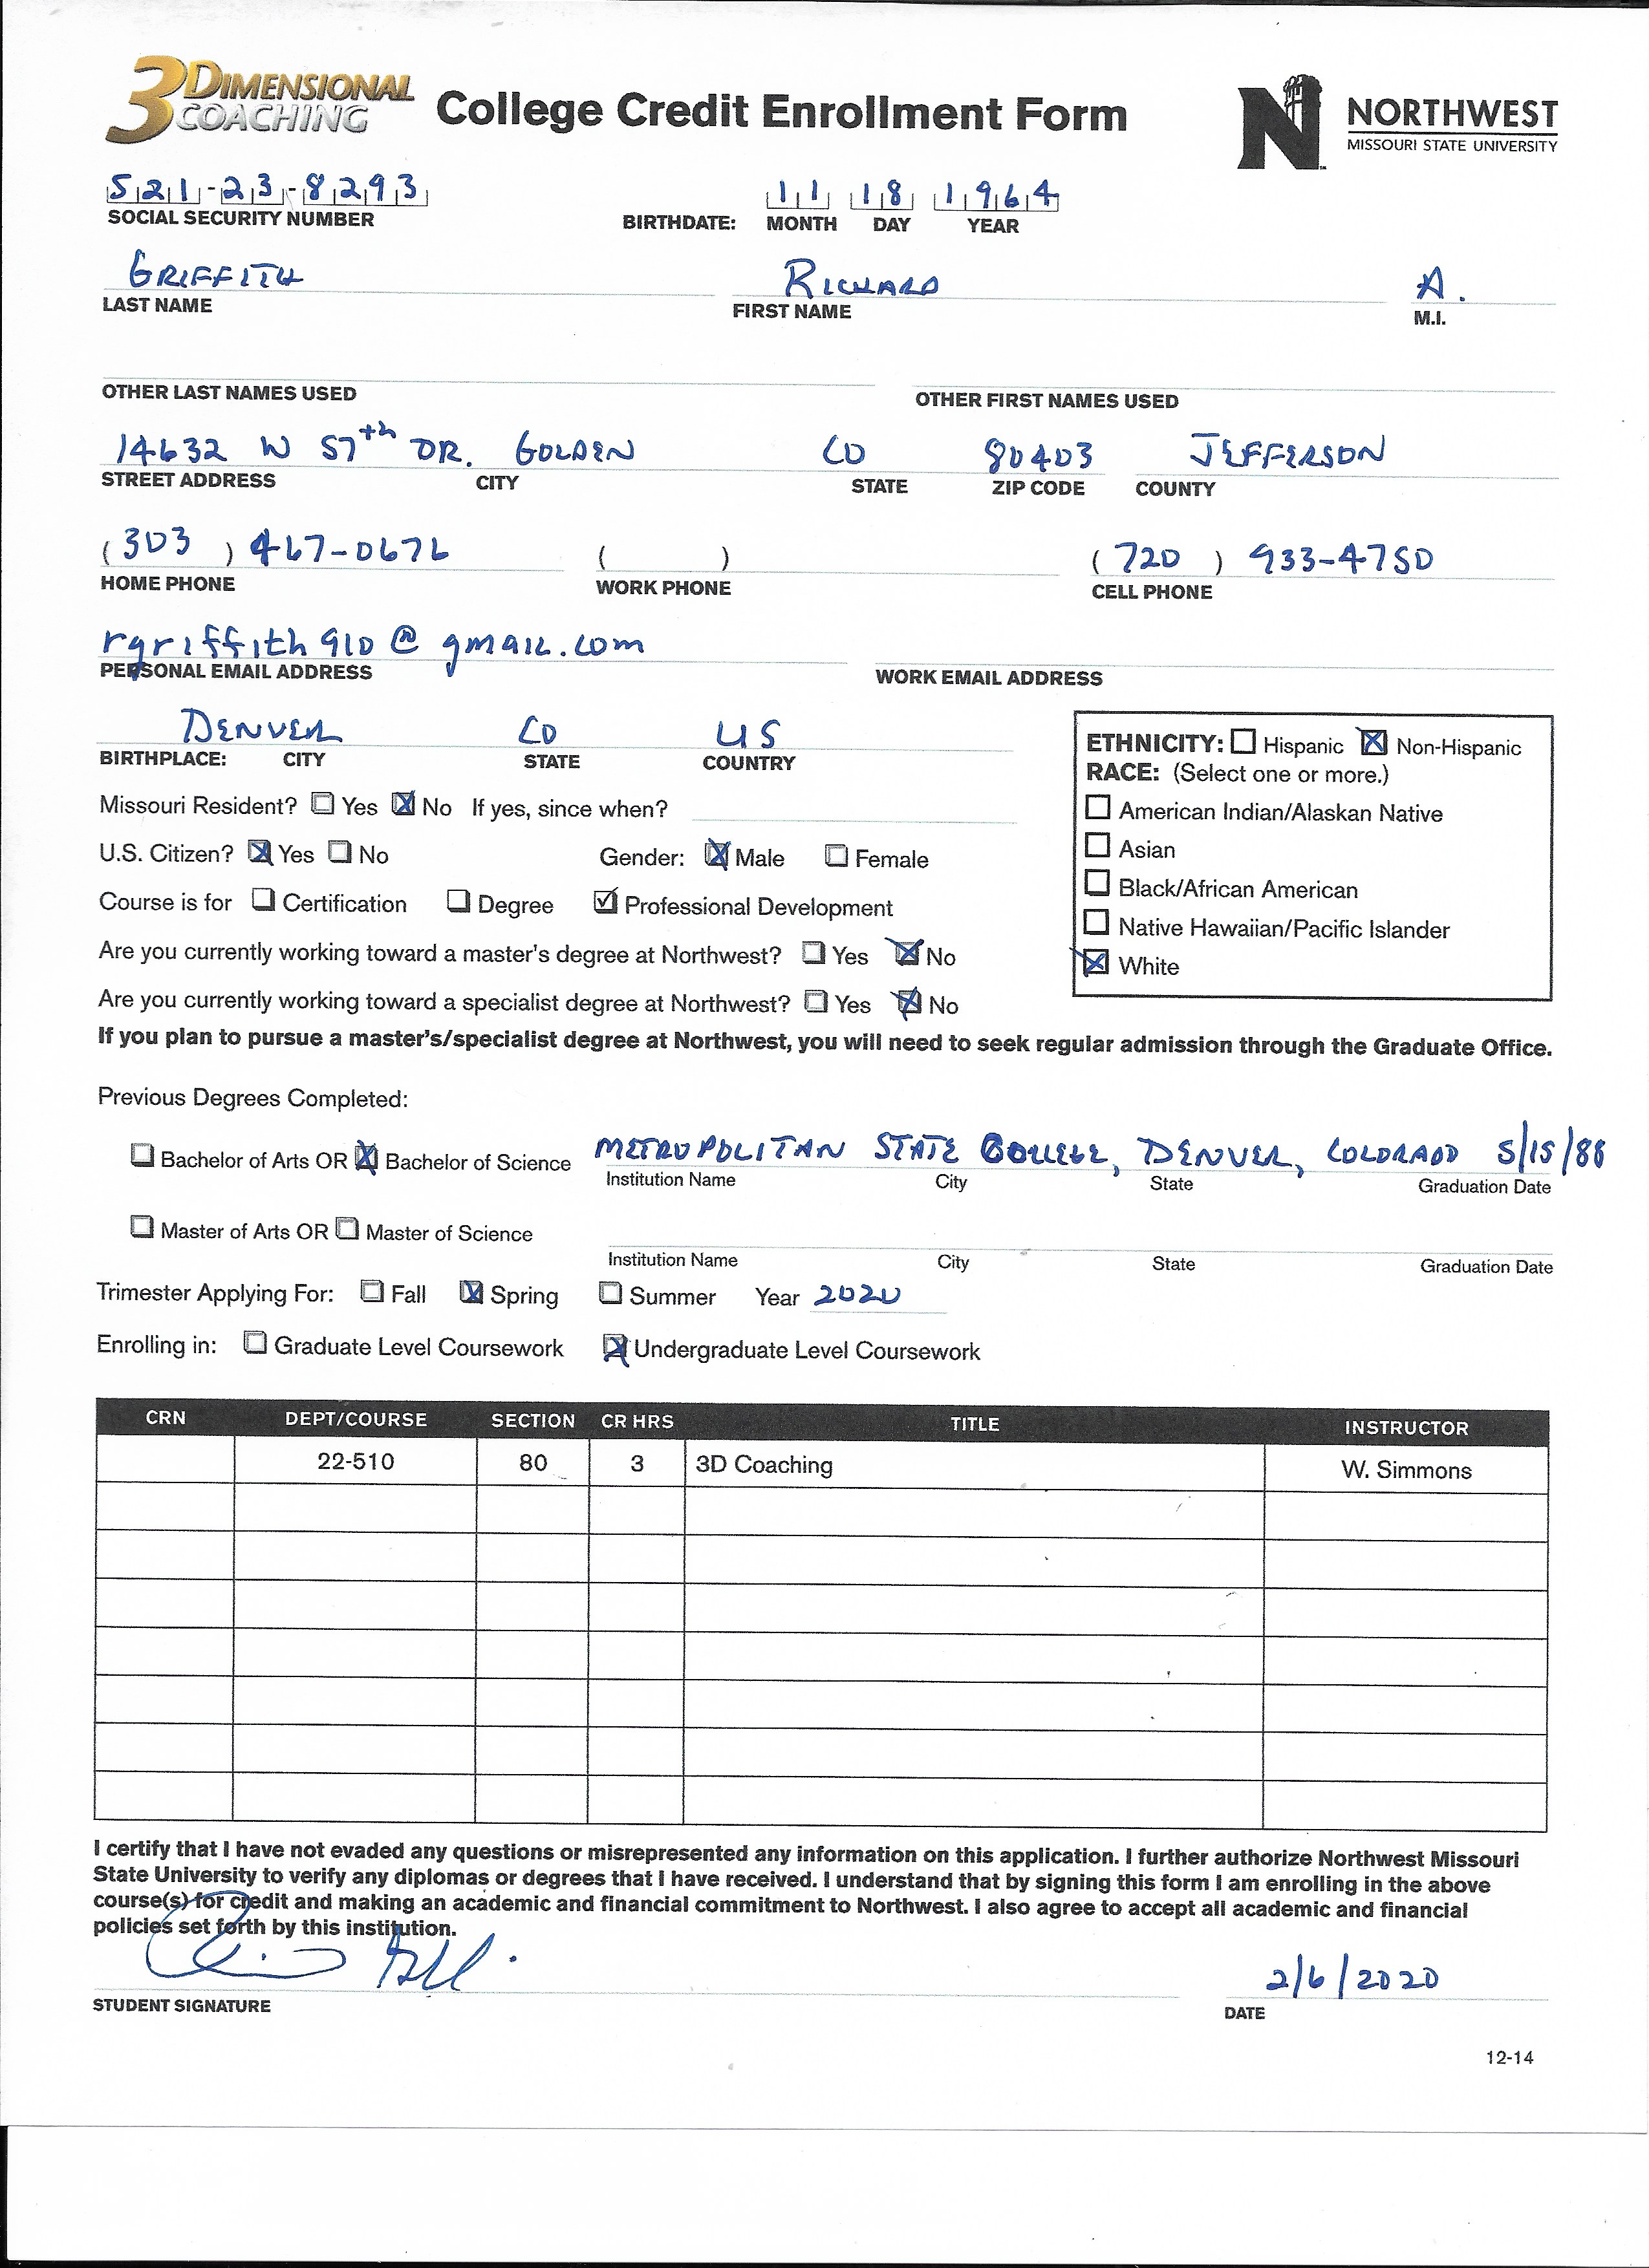 3 DIMENSIONAL COACHING College Credit Enrollment Form N NORTHWEST
MISSOURI STATE UNIVERSITY
521-23-8293 11 18 1964
SOCIAL SECURITY NUMBER BIRTHDATE: MONTH DAY YEAR
GRIFFITH RICHARD A.
LAST NAME FIRST NAME M.I.
OTHER LAST NAMES USED OTHER FIRST NAMES USED
14632 W 57th DR. GOLDEN CO 80403 JEFFERSON
STREET ADDRESS CITY STATE ZIP CODE COUNTY
(303) 467-0676 ( ) (720) 933-4750
HOME PHONE WORK PHONE CELL PHONE
rgriffith910@gmail.com
PERSONAL EMAIL ADDRESS WORK EMAIL ADDRESS
DENVER CO US
BIRTHPLACE: CITY STATE COUNTRY
ETHNICITY: Hispanic Non-Hispanic
RACE: (Select one or more.)
American Indian/Alaskan Native
Asian
Black/African American
Native Hawaiian/Pacific Islander
White
Missouri Resident? Yes No If yes, since when?
U.S. Citizen? Yes No Gender: Male Female
Course is for Certification Degree Professional Development
Are you currently working toward a master's degree at Northwest? Yes No
Are you currently working toward a specialist degree at Northwest? Yes No
If you plan to pursue a master's/specialist degree at Northwest, you will need to seek regular admission through the Graduate Office.
Previous Degrees Completed:
Bachelor of Arts OR Bachelor of Science METROPOLITAN STATE COLLEGE, DENVER, COLORADO 5/15/88
Institution Name City State Graduation Date
Master of Arts OR Master of Science
Institution Name City State Graduation Date
Trimester Applying For: Fall Spring Summer Year 2020
Enrolling in: Graduate Level Coursework Undergraduate Level Coursework
CRN DEPT/COURSE SECTION CR HRS TITLE INSTRUCTOR
22-510 80 3 3D Coaching W. Simmons
I certify that I have not evaded any questions or misrepresented any information on this application. I further authorize Northwest Missouri
State University to verify any diplomas or degrees that I have received. I understand that by signing this form I am enrolling in the above
course(s) for credit and making an academic and financial commitment to Northwest. I also agree to accept all academic and financial
policies set forth by this institution.
2/6/2020
STUDENT SIGNATURE DATE
12-14